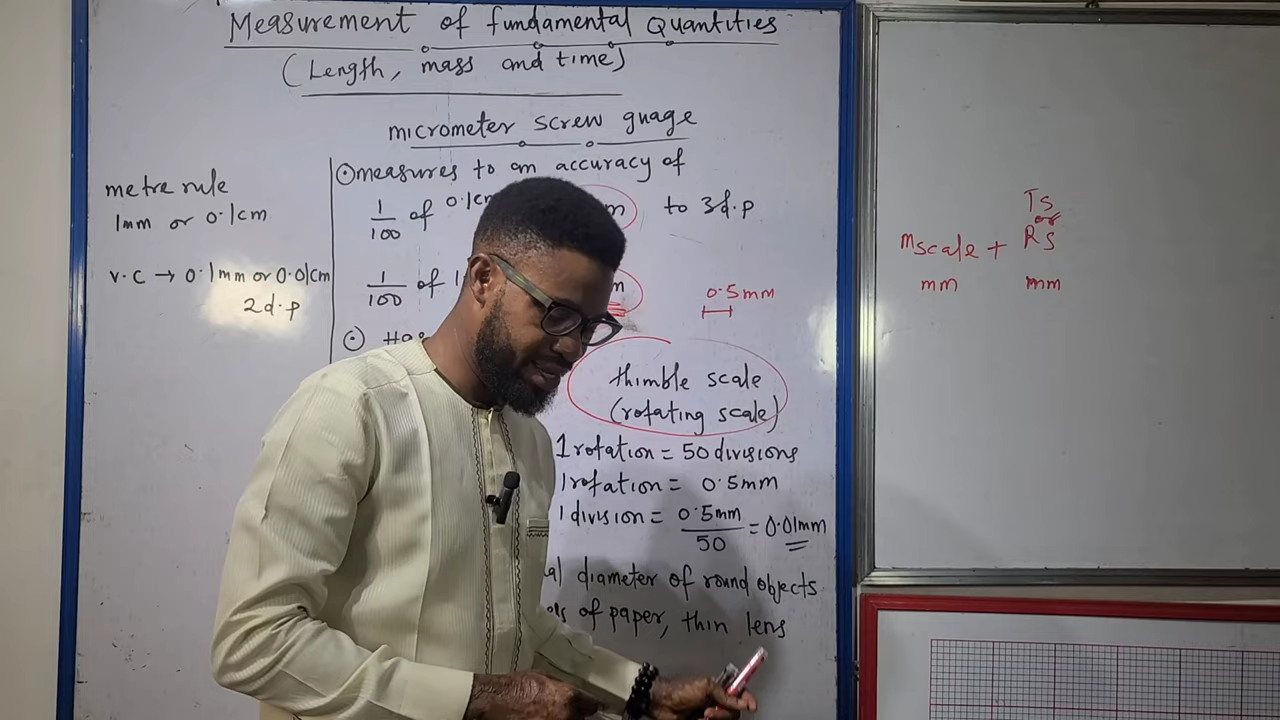 Measurement of fundamental Quantities
(Length, mass and time)
micrometer screw guage
metre rule
1mm or 0.1cm
v.c → 0.1mm or 0.01cm
2d.p
⊙measures to an accuracy of
1/100 of 0.1cm to 3d.p
1/100 of
⊙
0.5mm
thimble scale
(rotating scale)
1 rotation = 50 divisions
1 rotation = 0.5mm
1 division = 0.5mm/50 = 0.01mm
diameter of round objects
of paper, thin lens
Ts
or
Mscale + RS
mm mm